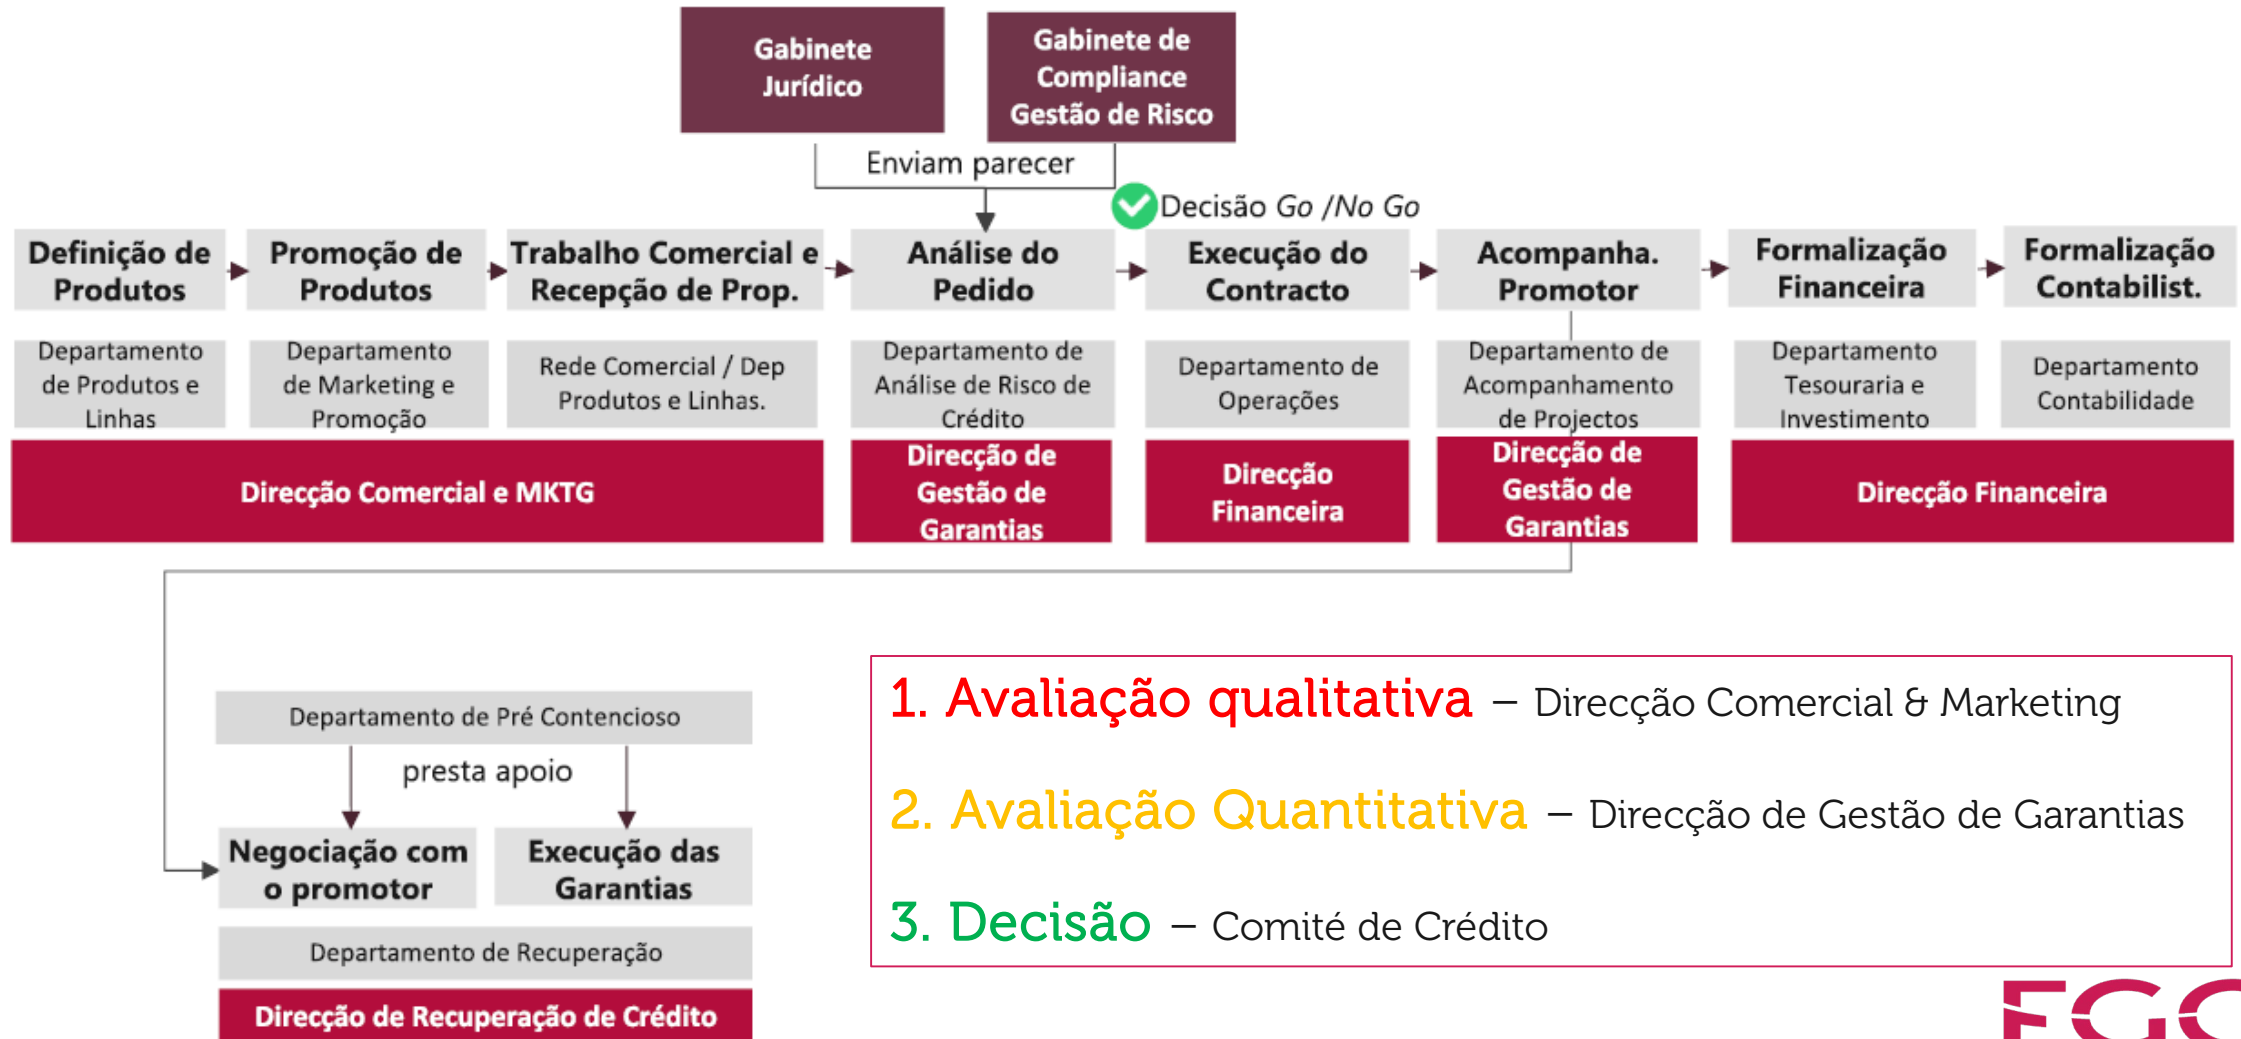 Gabinete
Jurídico
Gabinete de
Compliance
Gestão de Risco
Enviam parecer
Decisão Go /No Go
Definição de
Produtos
Promoção de
Produtos
Trabalho Comercial e
Recepção de Prop.
Análise do
Pedido
Execução do
Contracto
Acompanha.
Promotor
Formalização
Financeira
Formalização
Contabilist.
Departamento
de Produtos e
Linhas
Departamento
de Marketing e
Promoção
Rede Comercial / Dep
Produtos e Linhas.
Departamento de
Análise de Risco de
Crédito
Departamento de
Operações
Departamento de
Acompanhamento
de Projectos
Departamento
Tesouraria e
Investimento
Departamento
Contabilidade
Direcção Comercial e MKTG
Direcção de
Gestão de
Garantias
Direcção
Financeira
Direcção de
Gestão de
Garantias
Direcção Financeira
Departamento de Pré Contencioso
presta apoio
Negociação com
o promotor
Execução das
Garantias
Departamento de Recuperação
Direcção de Recuperação de Crédito
1. Avaliação qualitativa – Direcção Comercial & Marketing
2. Avaliação Quantitativa – Direcção de Gestão de Garantias
3. Decisão – Comité de Crédito